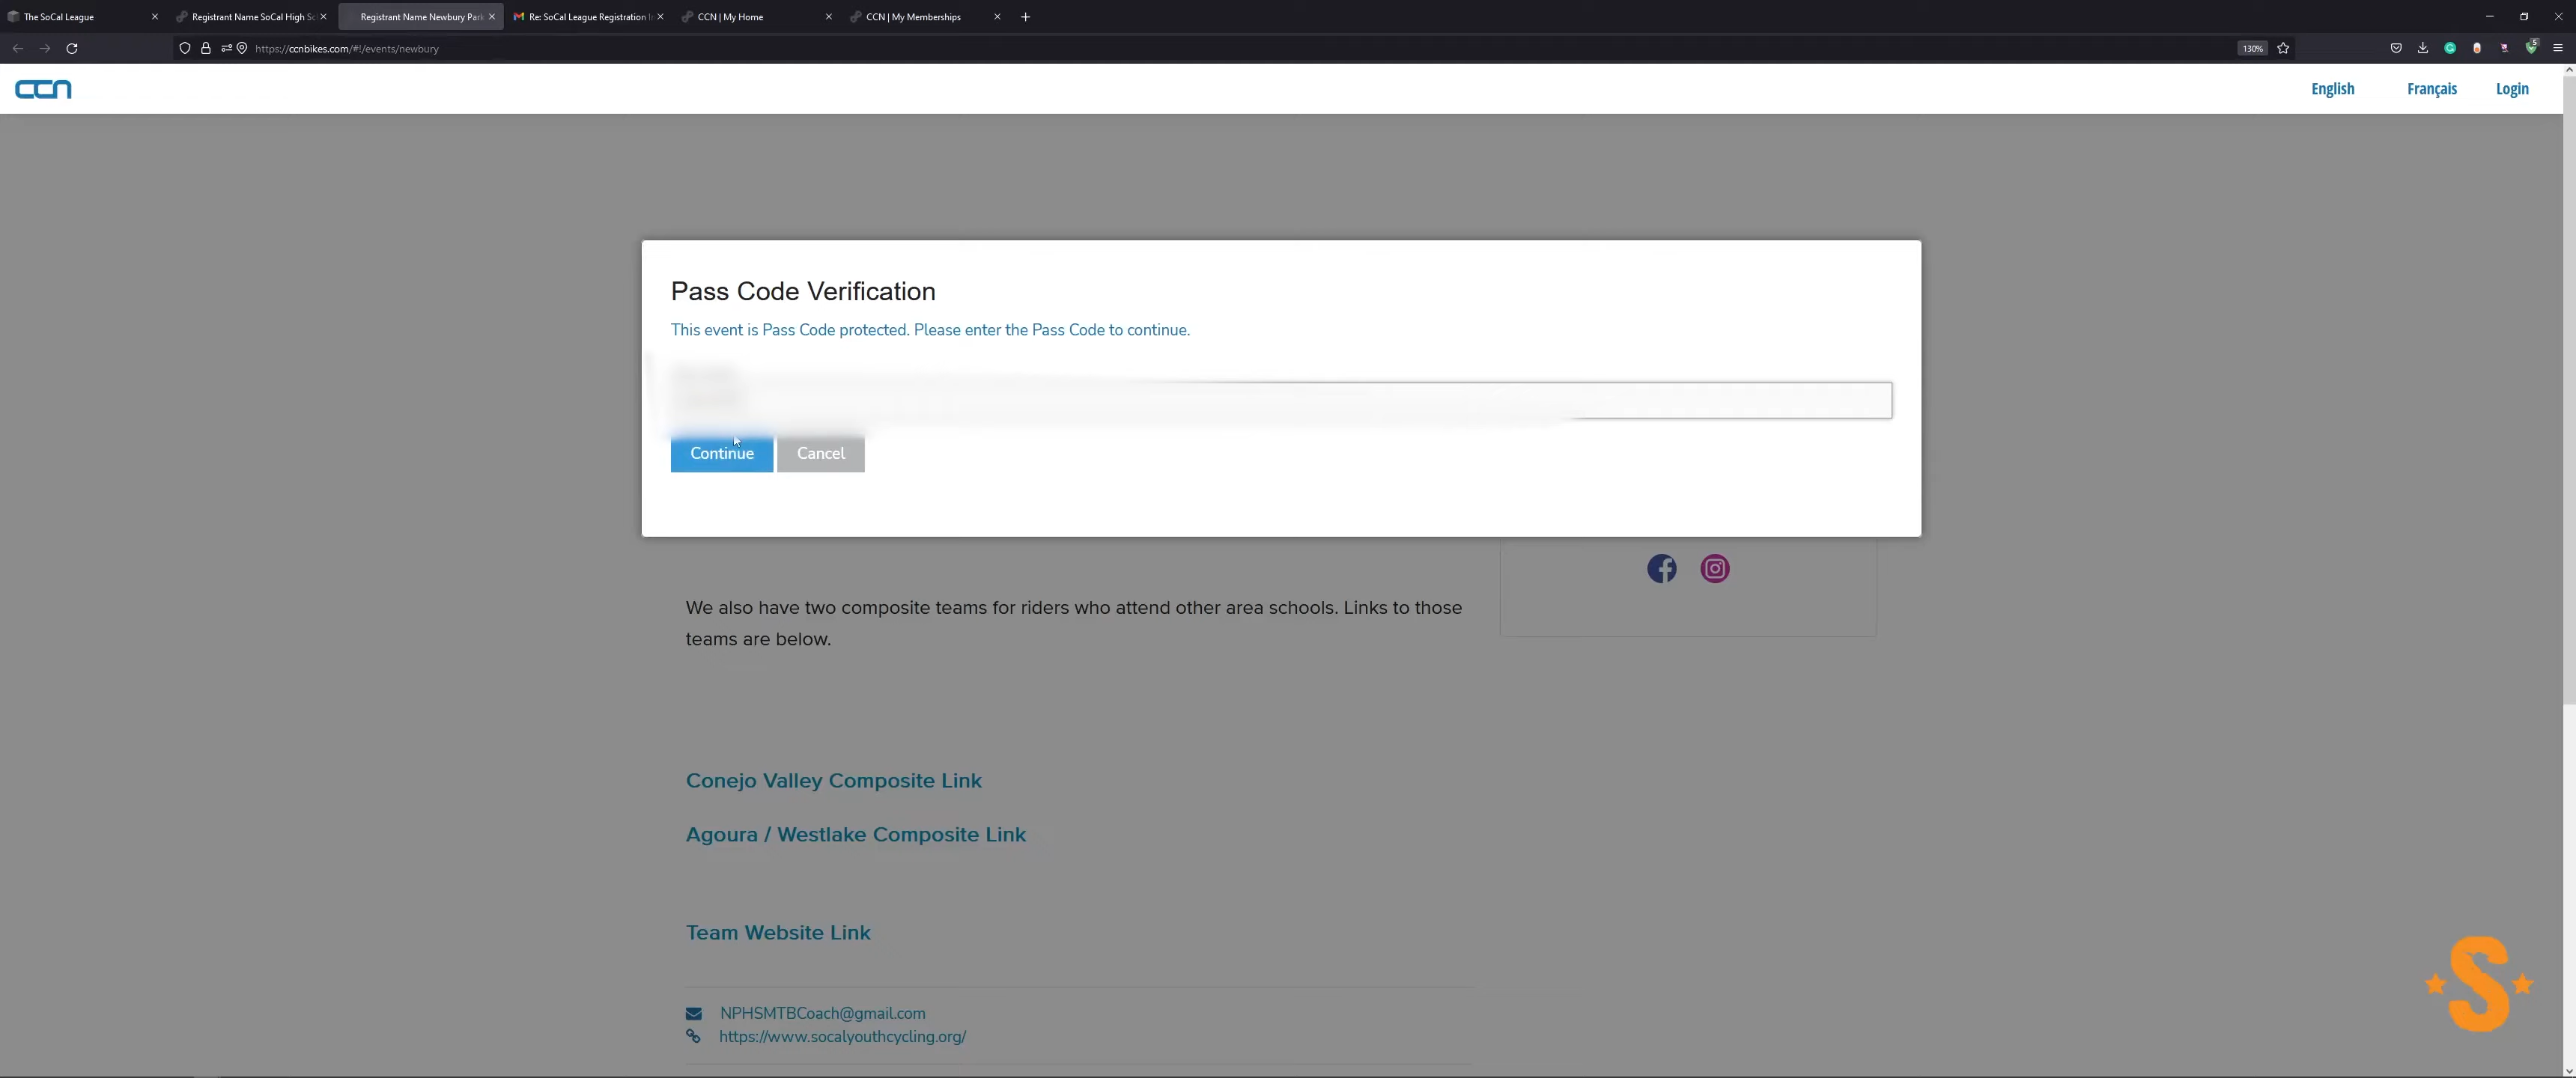 The SoCal League
Registrant Name SoCal High Sc
Registrant Name Newbury Park
Re: SoCal League Registration In
CCN | My Home
CCN | My Memberships
https://ccnbikes.com/#!/events/newbury
130%
5
ccn
English
Français
Login
Pass Code Verification
This event is Pass Code protected. Please enter the Pass Code to continue.
Continue
Cancel
We also have two composite teams for riders who attend other area schools. Links to those
teams are below.
Conejo Valley Composite Link
Agoura / Westlake Composite Link
Team Website Link
NPHSMTBCoach@gmail.com
https://www.socalyouthcycling.org/
S